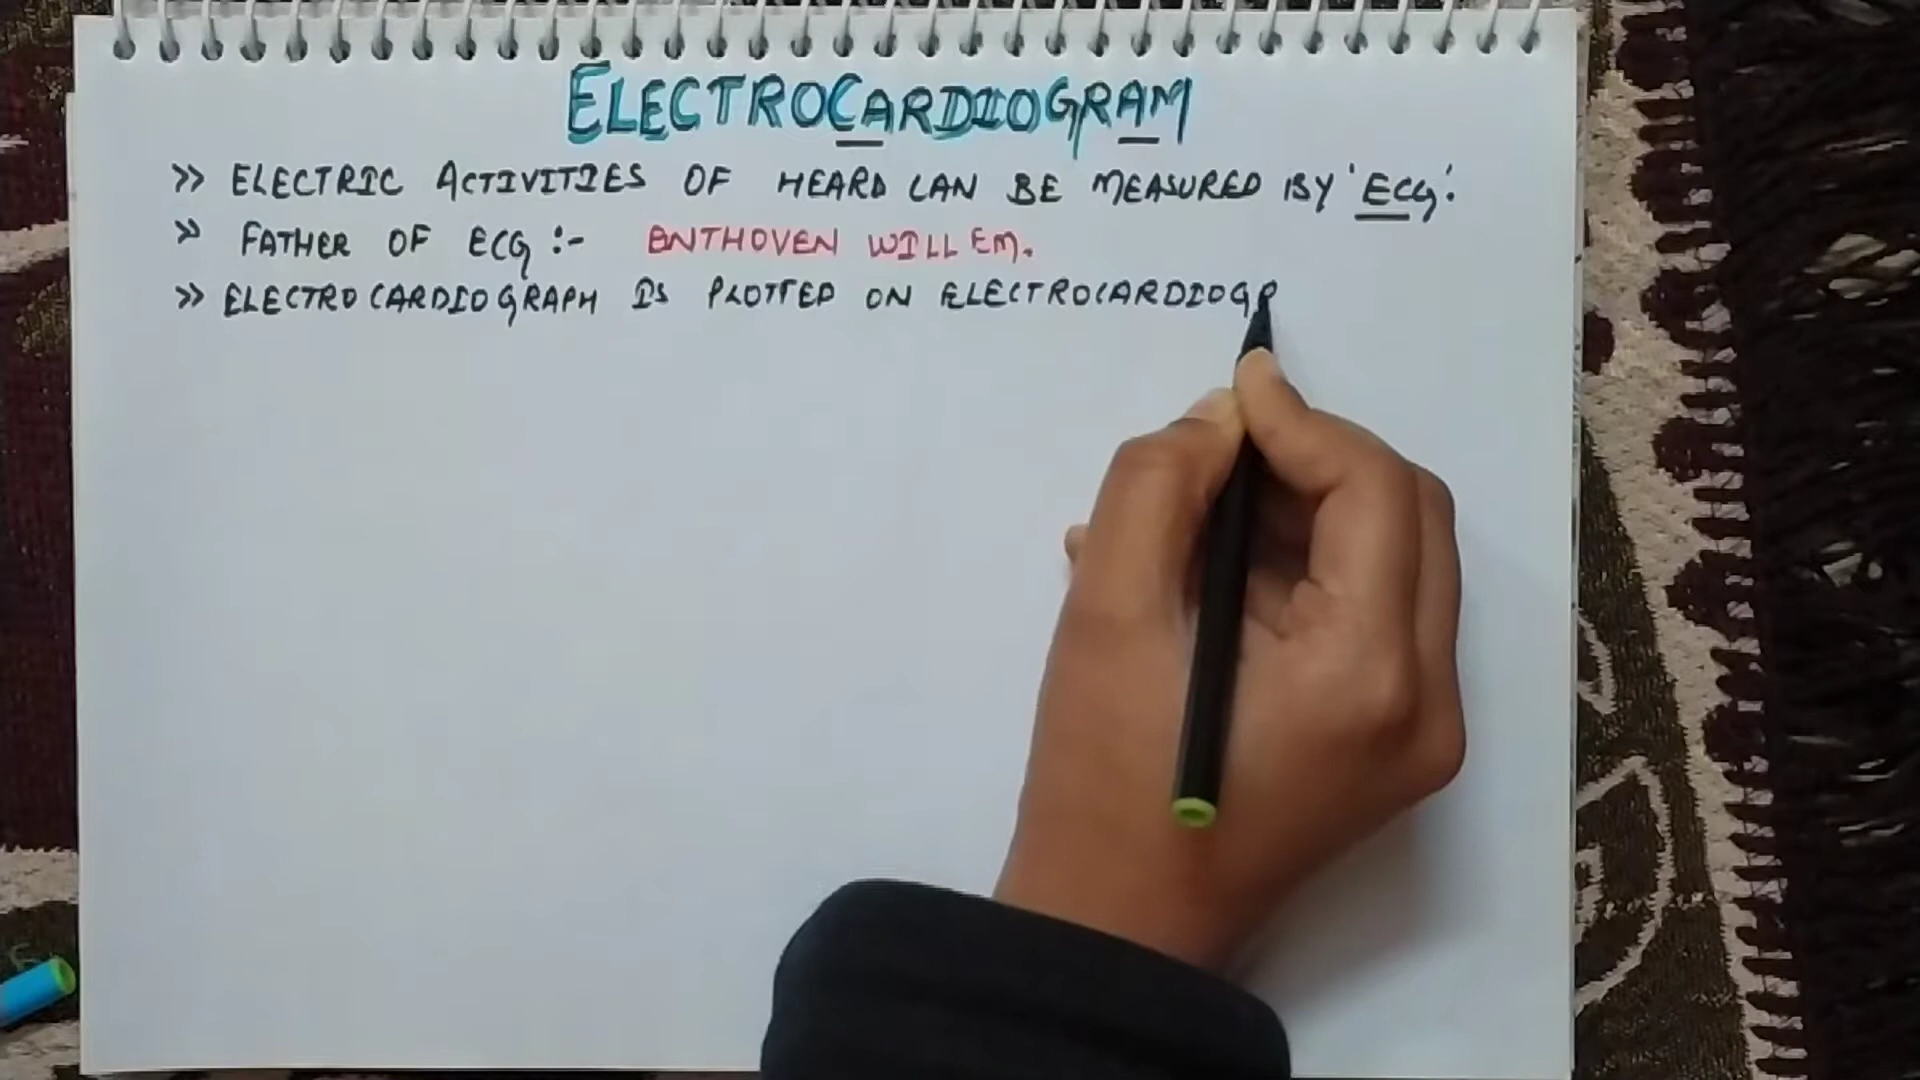 ELECTROCARDIOGRAM
» ELECTRIC ACTIVITIES OF HEARD CAN BE MEASURED BY 'ECG'.
» FATHER OF ECG :- ENTHOVEN WILLEM.
» ELECTROCARDIOGRAPH IS PLOTTED ON ELECTROCARDIOGR